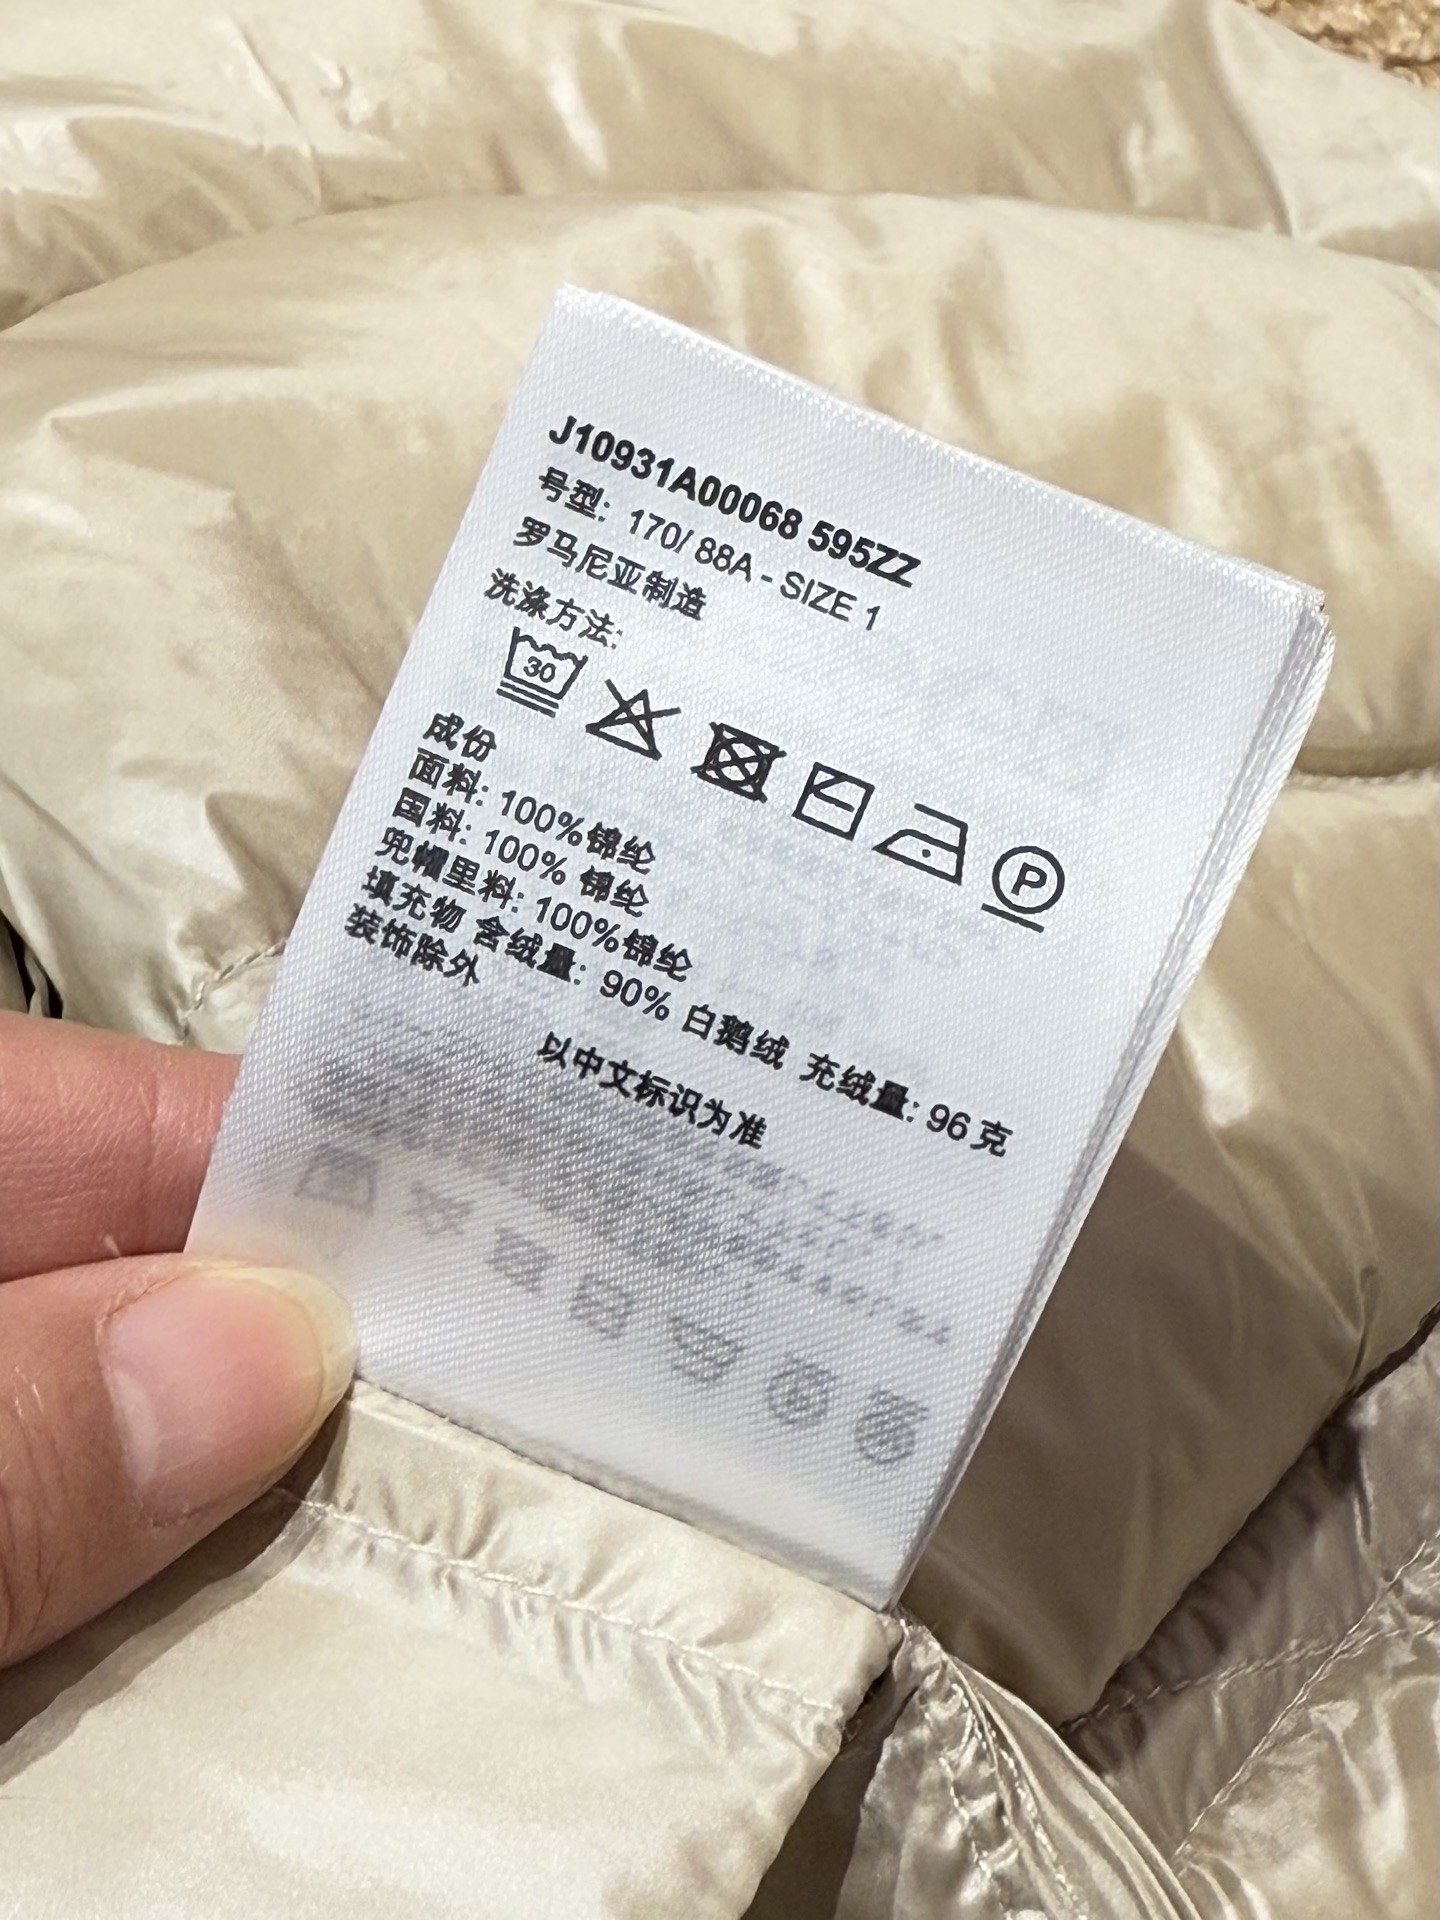 J10931A00068 595ZZ
号型: 170/ 88A - SIZE 1
罗马尼亚制造
洗涤方法:
30
P
成份
面料: 100%锦纶
国料: 100% 锦纶
兜帽里料: 100%锦纶
填充物 含绒量: 90% 白鹅绒 充绒量: 96 克
装饰除外
以中文标识为准